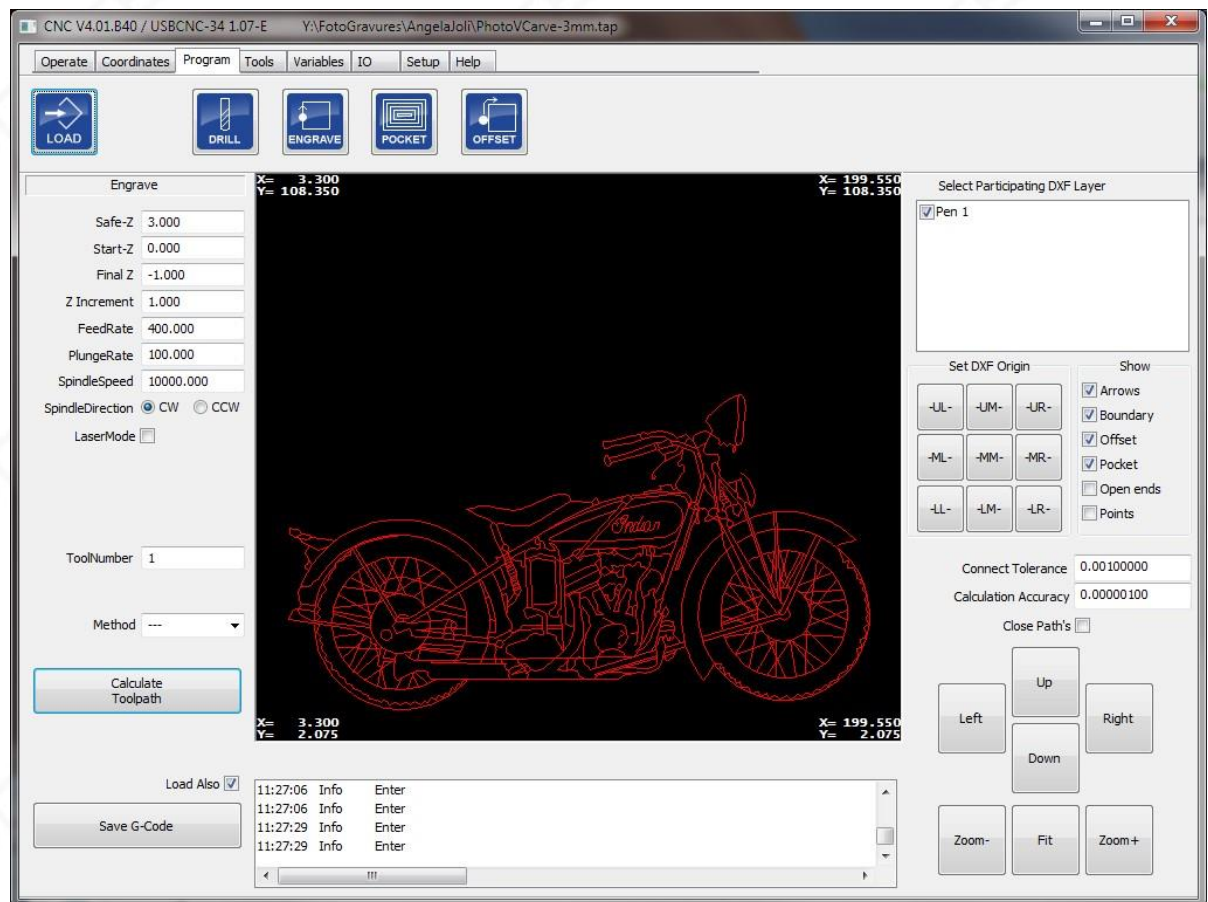 CNC V4.01.B40 / USBCNC-34 1.07-E Y:\FotoGravures\AngelaJoli\PhotoVCarve-3mm.tap
Operate Coordinates Program Tools Variables IO Setup Help
LOAD DRILL ENGRAVE POCKET OFFSET
Engrave
Safe-Z 3.000
Start-Z 0.000
Final Z -1.000
Z Increment 1.000
FeedRate 400.000
PlungeRate 100.000
SpindleSpeed 10000.000
SpindleDirection CW CCW
LaserMode
ToolNumber 1
Method ---
Calculate
Toolpath
Load Also
Save G-Code
X= 3.300
Y= 108.350
X= 199.550
Y= 108.350
Indian
X= 3.300
Y= 2.075
X= 199.550
Y= 2.075
11:27:06 Info Enter
11:27:06 Info Enter
11:27:29 Info Enter
11:27:29 Info Enter
Select Participating DXF Layer
Pen 1
Set DXF Origin
-UL- -UM- -UR-
-ML- -MM- -MR-
-LL- -LM- -LR-
Show
Arrows
Boundary
Offset
Pocket
Open ends
Points
Connect Tolerance 0.00100000
Calculation Accuracy 0.00000100
Close Path's
Up
Left Right
Down
Zoom- Fit Zoom+